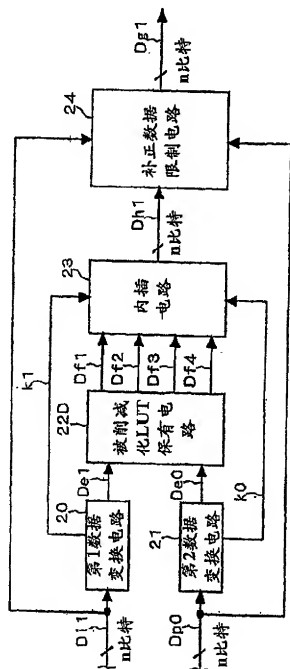 Di1
n比特
20
第1数据
变换电路
De1
k1
Dp0
n比特
21
第2数据
变换电路
De0
k0
22D
被削减
化LUT
保有电
路
Df1
Df2
Df3
Df4
23
内插
电路
Dh1
n比特
24
补正数据
限制电路
Dg1
n比特